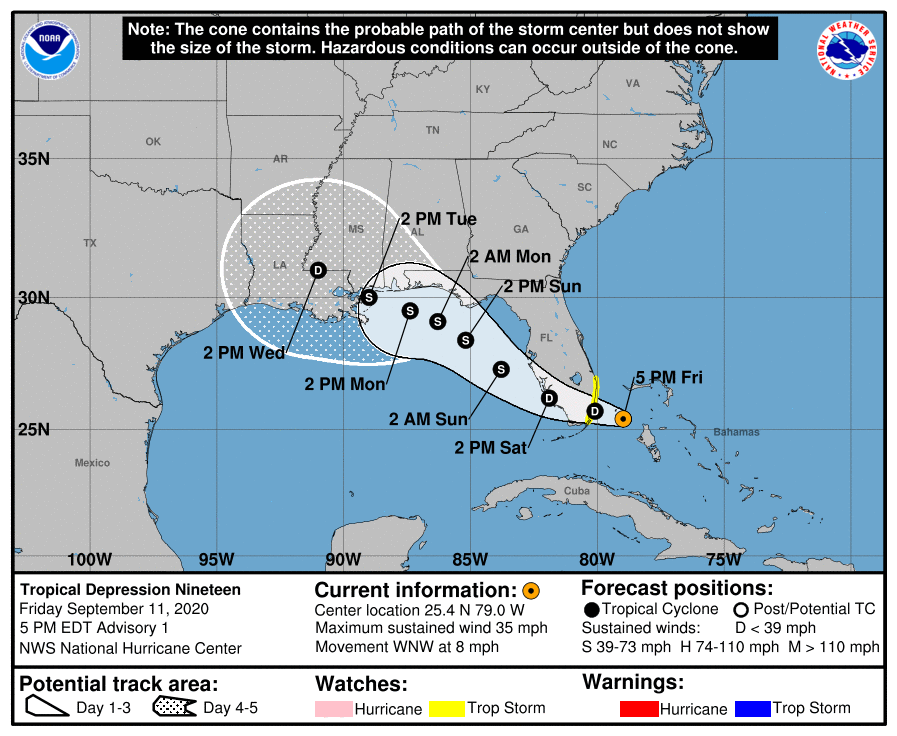 Note: The cone contains the probable path of the storm center but does not show
the size of the storm. Hazardous conditions can occur outside of the cone.
NOAA
NATIONAL WEATHER SERVICE
KY
VA
OK
TN
NC
35N
AR
SC
2 PM Tue
MS
AL
GA
TX
2 AM Mon
LA
D
2 PM Sun
30N
S
S
S
S
FL
2 PM Wed
S
5 PM Fri
2 PM Mon
D
D
2 AM Sun
25N
Bahamas
2 PM Sat
Mexico
Cuba
100W
95W
90W
85W
80W
75W
Tropical Depression Nineteen
Friday September 11, 2020
5 PM EDT Advisory 1
NWS National Hurricane Center
Current information:
Center location 25.4 N 79.0 W
Maximum sustained wind 35 mph
Movement WNW at 8 mph
Forecast positions:
Tropical Cyclone
Post/Potential TC
Sustained winds: D < 39 mph
S 39-73 mph H 74-110 mph M > 110 mph
Potential track area:
Day 1-3
Day 4-5
Watches:
Hurricane
Trop Storm
Warnings:
Hurricane
Trop Storm